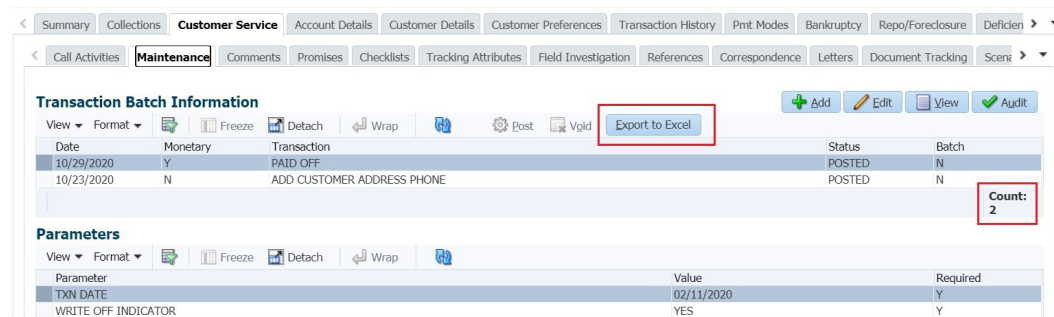 Summary Collections Customer Service Account Details Customer Details Customer Preferences Transaction History Pmt Modes Bankruptcy Repo/Foreclosure Deficien
Call Activities Maintenance Comments Promises Checklists Tracking Attributes Field Investigation References Correspondence Letters Document Tracking Scena
Transaction Batch Information Add Edit View Audit
View Format Freeze Detach Wrap Post Void Export to Excel
Date Monetary Transaction Status Batch
10/29/2020 Y PAID OFF POSTED N
10/23/2020 N ADD CUSTOMER ADDRESS PHONE POSTED N
Count:
2
Parameters
View Format Freeze Detach Wrap
Parameter Value Required
TXN DATE 02/11/2020 Y
WRITE OFF INDICATOR YES Y